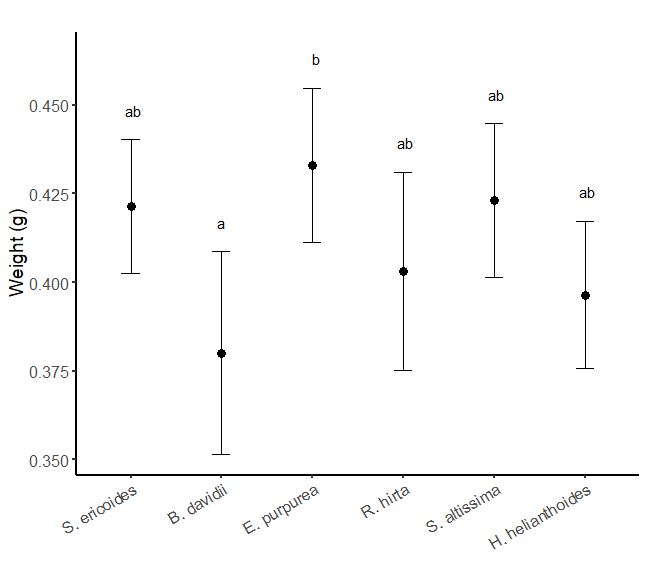 b
ab
ab
ab
ab
a
0.450
0.425
0.400
0.375
0.350
Weight (g)
S. ericoides
B. davidii
E. purpurea
R. hirta
S. altissima
H. helianthoides